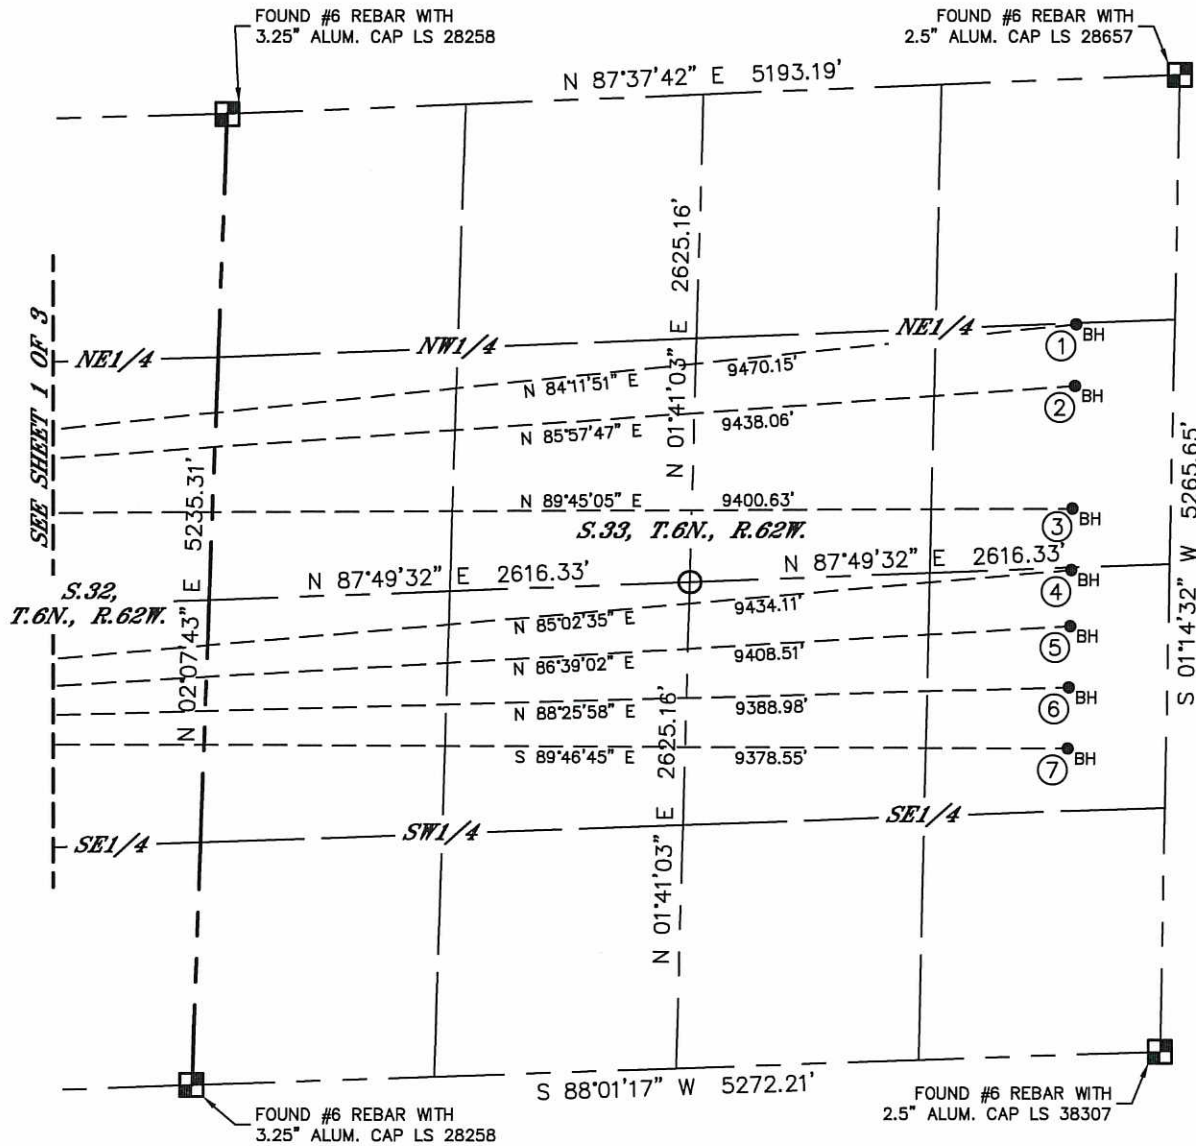 FOUND #6 REBAR WITH
3.25" ALUM. CAP LS 28258
FOUND #6 REBAR WITH
2.5" ALUM. CAP LS 28657
N 87°37'42" E 5193.19'
N 01°41'03" E 2625.16'
SEE SHEET 1 OF 3
NE1/4
NW1/4
NE1/4
1
BH
N 84°11'51" E 9470.15'
2
BH
N 85°57'47" E 9438.06'
N 02°07'43" E 5235.31'
S 01°14'32" W 5265.65'
N 89°45'05" E 9400.63'
3
BH
S.33, T.6N., R.62W.
N 87°49'32" E 2616.33'
N 87°49'32" E 2616.33'
S.32,
T.6N., R.62W.
4
BH
N 85°02'35" E 9434.11'
5
BH
N 86°39'02" E 9408.51'
6
BH
N 88°25'58" E 9388.98'
7
BH
S 89°46'45" E 9378.55'
N 01°41'03" E 2625.16'
SE1/4
SW1/4
SE1/4
S 88°01'17" W 5272.21'
FOUND #6 REBAR WITH
3.25" ALUM. CAP LS 28258
FOUND #6 REBAR WITH
2.5" ALUM. CAP LS 38307